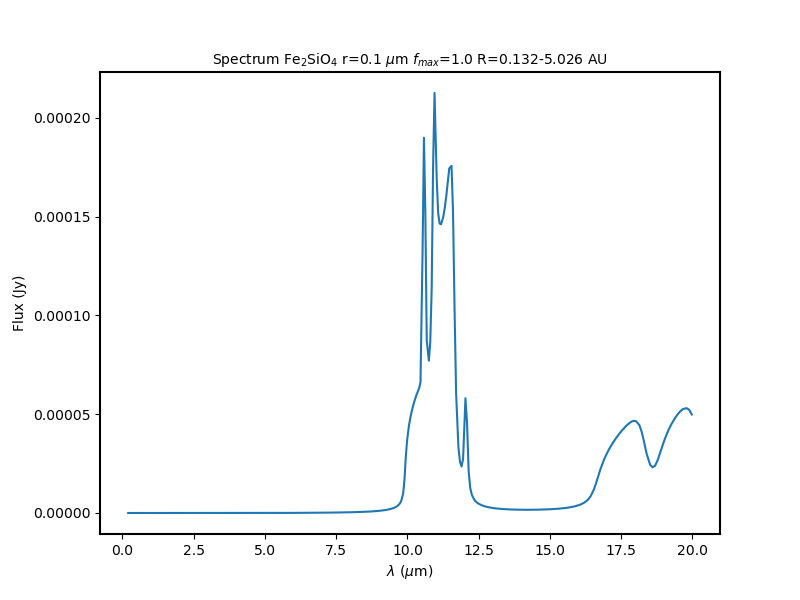 Spectrum Fe₂SiO₄ r=0.1 μm fₘₐₓ=1.0 R=0.132-5.026 AU
0.00020
0.00015
0.00010
0.00005
0.00000
Flux (Jy)
0.0 2.5 5.0 7.5 10.0 12.5 15.0 17.5 20.0
λ (μm)